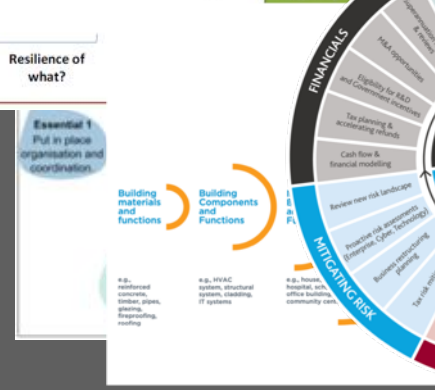 Resilience of
what?
Essential 1
Put in place
organisation and
coordination.
Building
materials
and
functions
e.g.,
reinforced
concrete,
timber, pipes,
glazing,
fireproofing,
roofing
Building
Components
and
Functions
e.g., HVAC
system, structural
system, cladding,
IT systems
e.g., house,
hospital,
office building,
community
FINANCIALS
M&A opportunities
Eligibility for R&D
and Government incentives
Tax planning &
accelerating refunds
Cash flow &
financial modelling
MITIGATING RISK
Review new risk landscape
Proactive risk assessments
(Enterprise, Cyber, Technology)
Business restructuring
planning
Tax risk